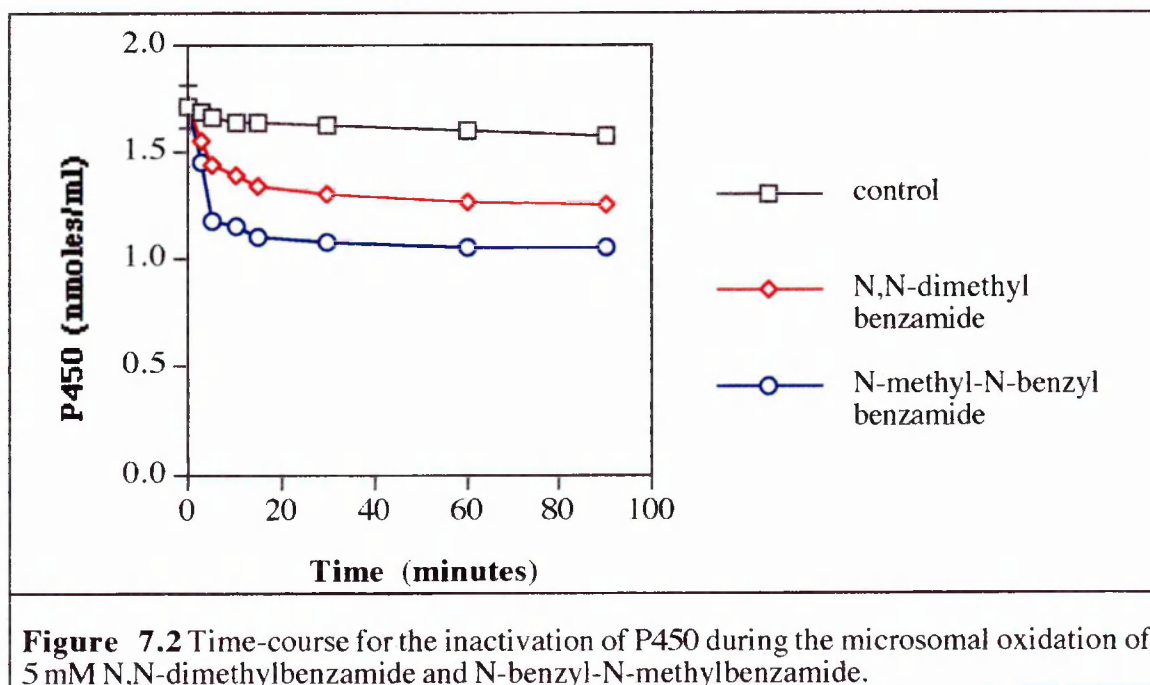 2.0
1.5
1.0
0.5
0.0
P450 (nmoles/ml)
0 20 40 60 80 100
Time (minutes)
control
N,N-dimethyl
benzamide
N-methyl-N-benzyl
benzamide
Figure 7.2 Time-course for the inactivation of P450 during the microsomal oxidation of
5 mM N,N-dimethylbenzamide and N-benzyl-N-methylbenzamide.